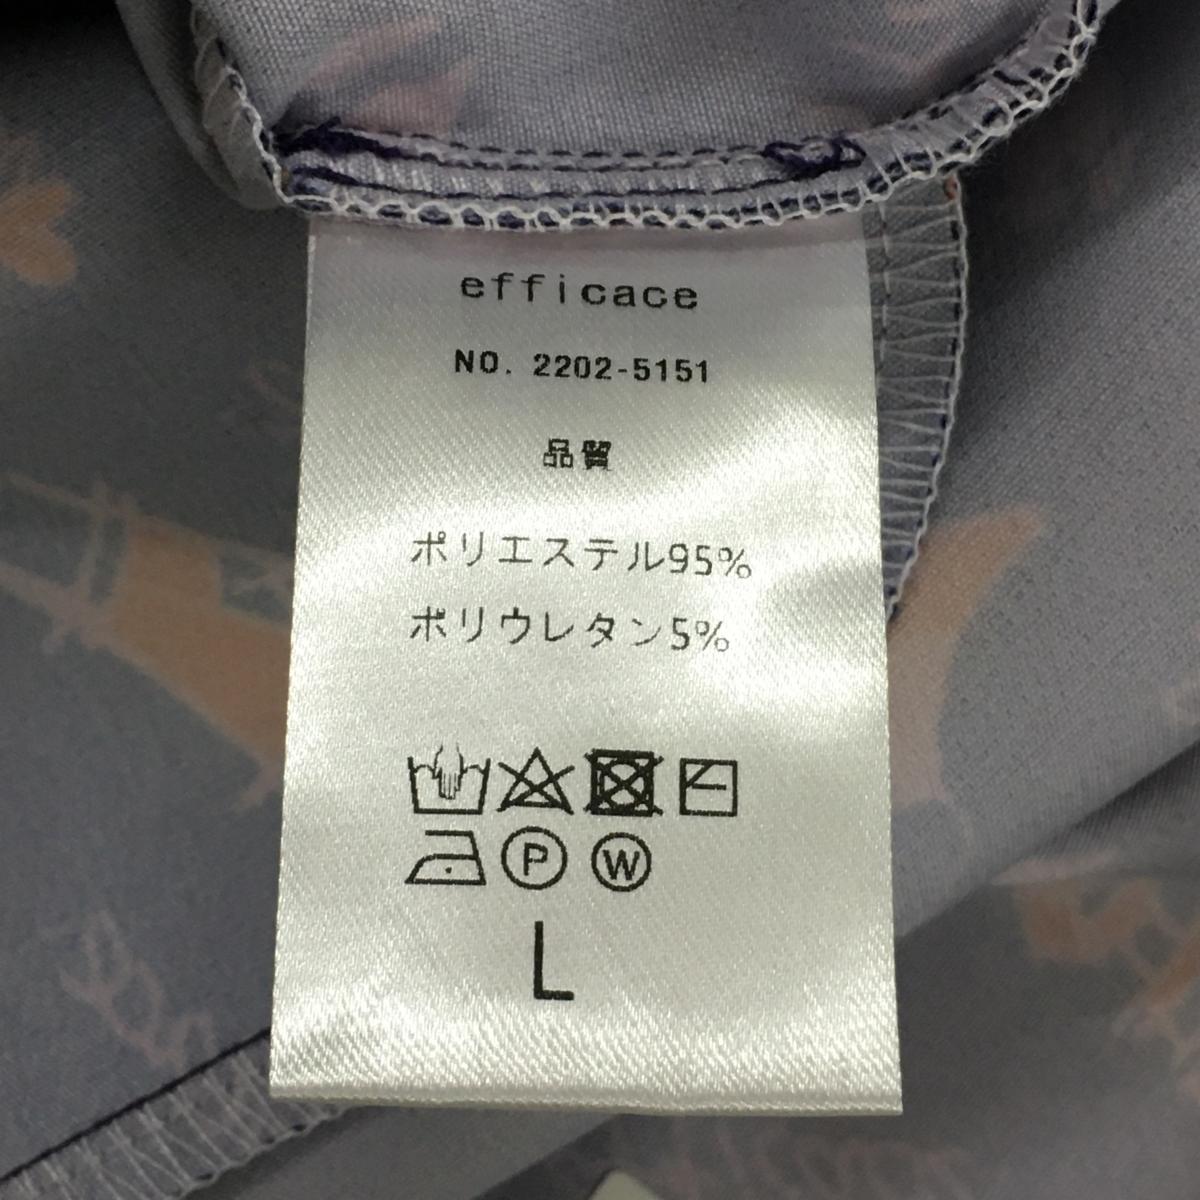 efficace
NO. 2202-5151
品質
ポリエステル95%
ポリウレタン5%
P W
L